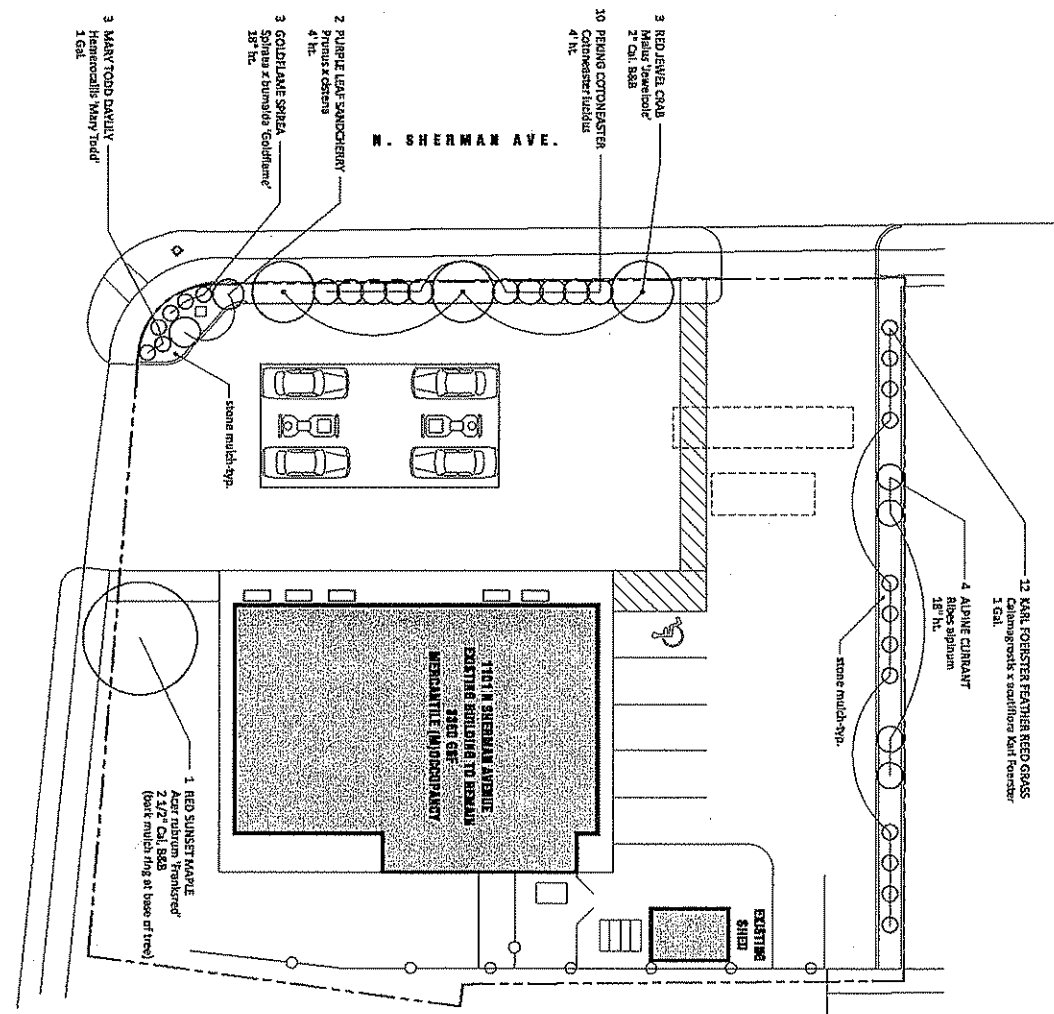 3 RED JEWEL CRAB
Malus 'Jewelcole'
2" Cal. B&B
10 PEKING COTONEASTER
Cotoneaster lucidus
4' ht.
N. SHERMAN AVE.
2 PURPLE LEAF SANDCHERRY
Prunus x cistena
4' ht.
3 GOLDFLAME SPIREA
Spiraea x bumalda 'Goldflame'
18" ht.
3 MARY TODD DAYLILY
Hemerocallis 'Mary Todd'
1 Gal.
stone mulch-typ.
12 KARL FOERSTER FEATHER REED GRASS
Calamagrostis x acutiflora Karl Foerster
1 Gal.
4 ALPINE CURRANT
Ribes alpinum
18" ht.
stone mulch-typ.
1101 N SHERMAN AVENUE
EXISTING BUILDING TO REMAIN
GSF
MERCANTILE (M) OCCUPANCY
EXISTING
SHED
1 RED SUNSET MAPLE
Acer rubrum 'Franksred'
2 1/2" Cal. B&B
(bark mulch ring at base of tree)